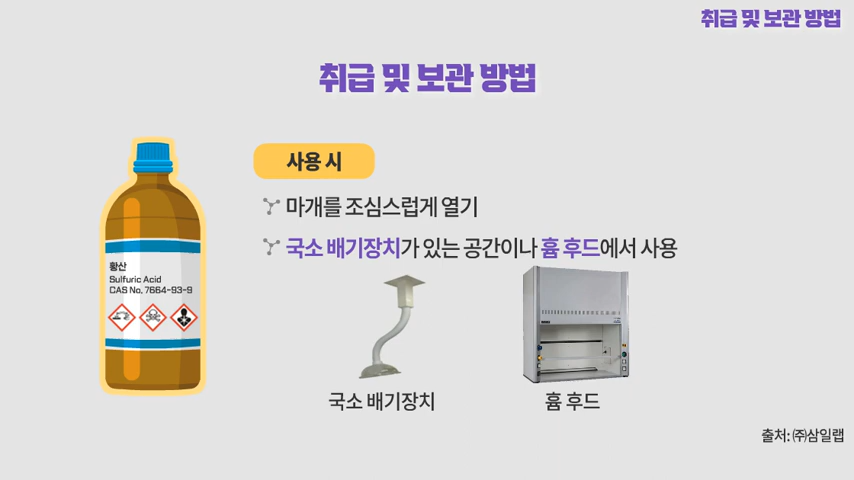 취급 및 보관 방법
취급 및 보관 방법
사용 시
마개를 조심스럽게 열기
국소 배기장치가 있는 공간이나 흄 후드에서 사용
황산
Sulfuric Acid
CAS No. 7664-93-9
국소 배기장치
흄 후드
출처: ㈜삼일랩